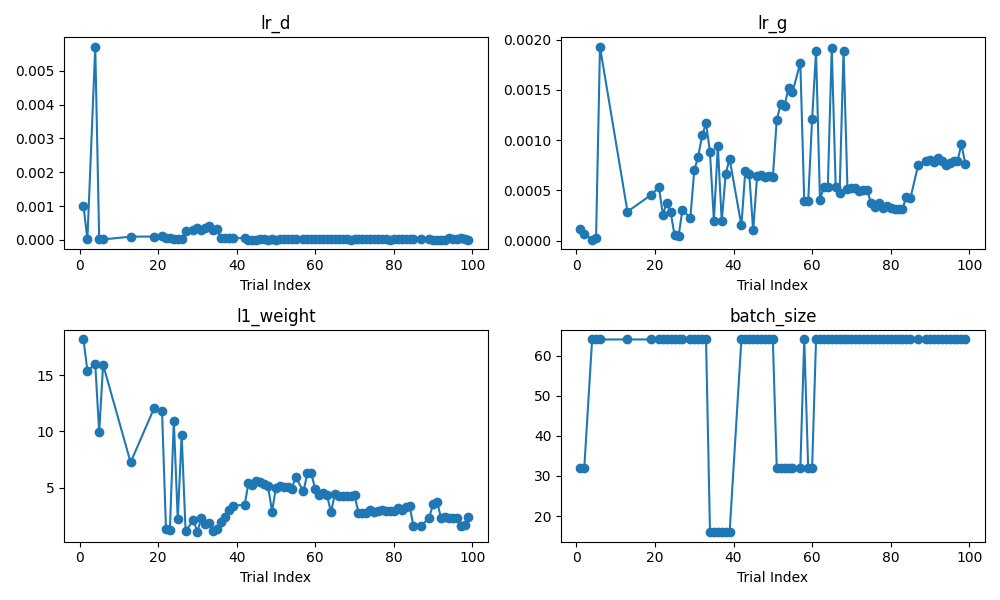 lr_d
0.005
0.004
0.003
0.002
0.001
0.000
0 20 40 60 80 100
Trial Index
lr_g
0.0020
0.0015
0.0010
0.0005
0.0000
0 20 40 60 80 100
Trial Index
l1_weight
15
10
5
0 20 40 60 80 100
Trial Index
batch_size
60
50
40
30
20
0 20 40 60 80 100
Trial Index